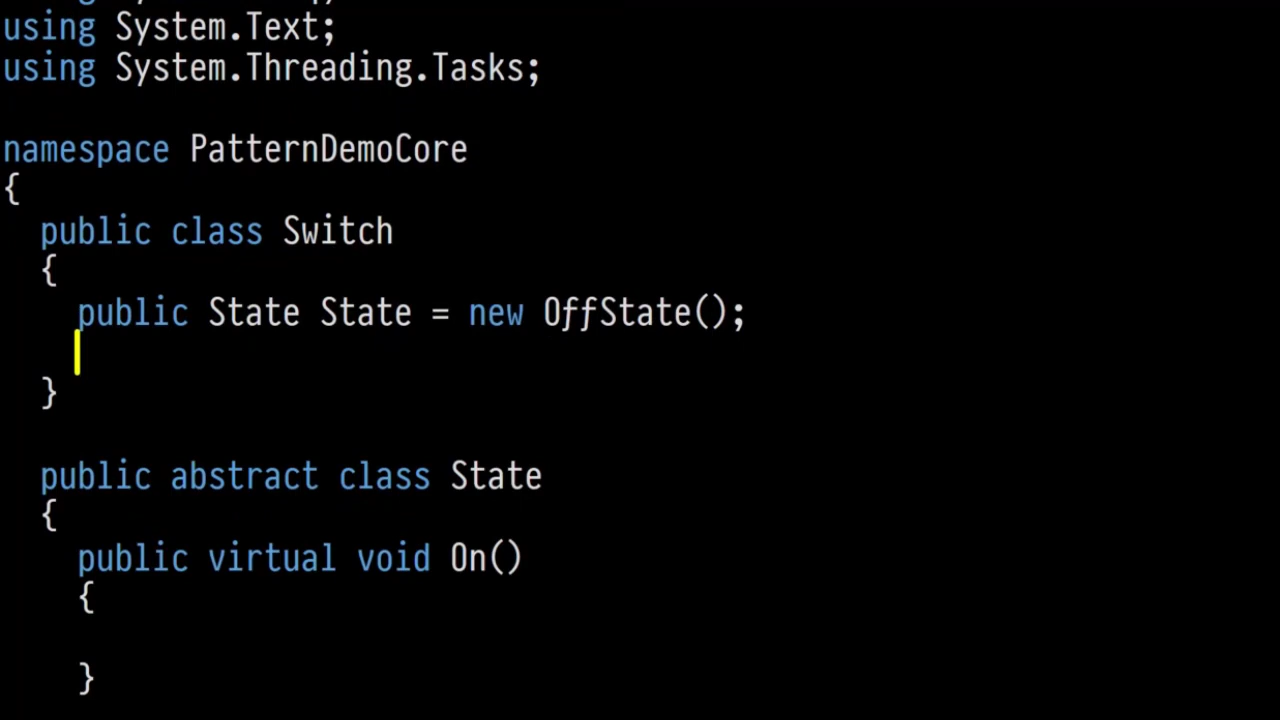 using System.Text;
using System.Threading.Tasks;
namespace PatternDemoCore
{
public class Switch
{
public State State = new OffState();
}
public abstract class State
{
public virtual void On()
{
}